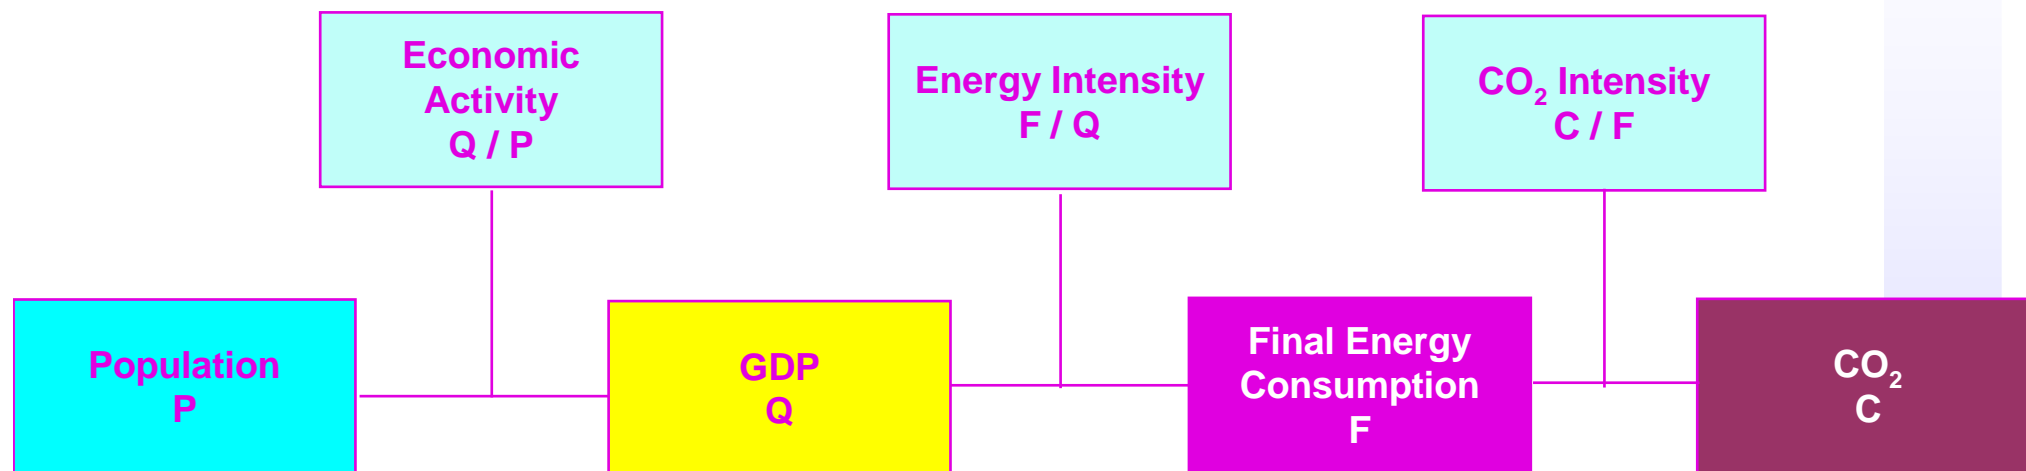 Economic
Activity
Q / P
Energy Intensity
F / Q
CO₂ Intensity
C / F
Population
P
GDP
Q
Final Energy
Consumption
F
CO₂
C